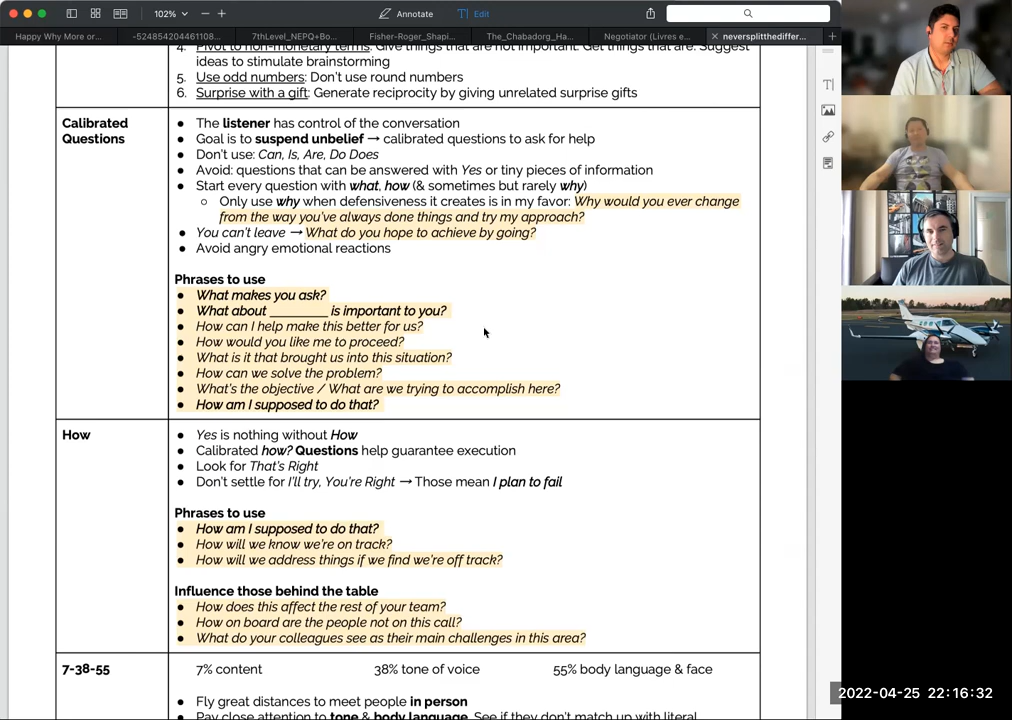 102%
Annotate
Edit
Happy Why More or...
-524854204461108...
7thLevel_NEPQ+Bo...
Fisher-Roger_Shapi...
The_Chabadorg_Ha...
Negotiator (Livres e...
neversplitthediffer...
4. Pivot to non-monetary terms: Give things that are not important. Get things that are. Suggest
ideas to stimulate brainstorming
5. Use odd numbers: Don't use round numbers
6. Surprise with a gift: Generate reciprocity by giving unrelated surprise gifts
Calibrated
Questions
● The listener has control of the conversation
● Goal is to suspend unbelief → calibrated questions to ask for help
● Don't use: Can, Is, Are, Do Does
● Avoid: questions that can be answered with Yes or tiny pieces of information
● Start every question with what, how (& sometimes but rarely why)
○ Only use why when defensiveness it creates is in my favor: Why would you ever change
from the way you've always done things and try my approach?
● You can't leave → What do you hope to achieve by going?
● Avoid angry emotional reactions
Phrases to use
● What makes you ask?
● What about ________ is important to you?
● How can I help make this better for us?
● How would you like me to proceed?
● What is it that brought us into this situation?
● How can we solve the problem?
● What's the objective / What are we trying to accomplish here?
● How am I supposed to do that?
How
● Yes is nothing without How
● Calibrated how? Questions help guarantee execution
● Look for That's Right
● Don't settle for I'll try, You're Right → Those mean I plan to fail
Phrases to use
● How am I supposed to do that?
● How will we know we're on track?
● How will we address things if we find we're off track?
Influence those behind the table
● How does this affect the rest of your team?
● How on board are the people not on this call?
● What do your colleagues see as their main challenges in this area?
7-38-55
7% content 38% tone of voice 55% body language & face
● Fly great distances to meet people in person
● Pay close attention to tone & body language. See if they don't match up with literal
2022-04-25 22:16:32